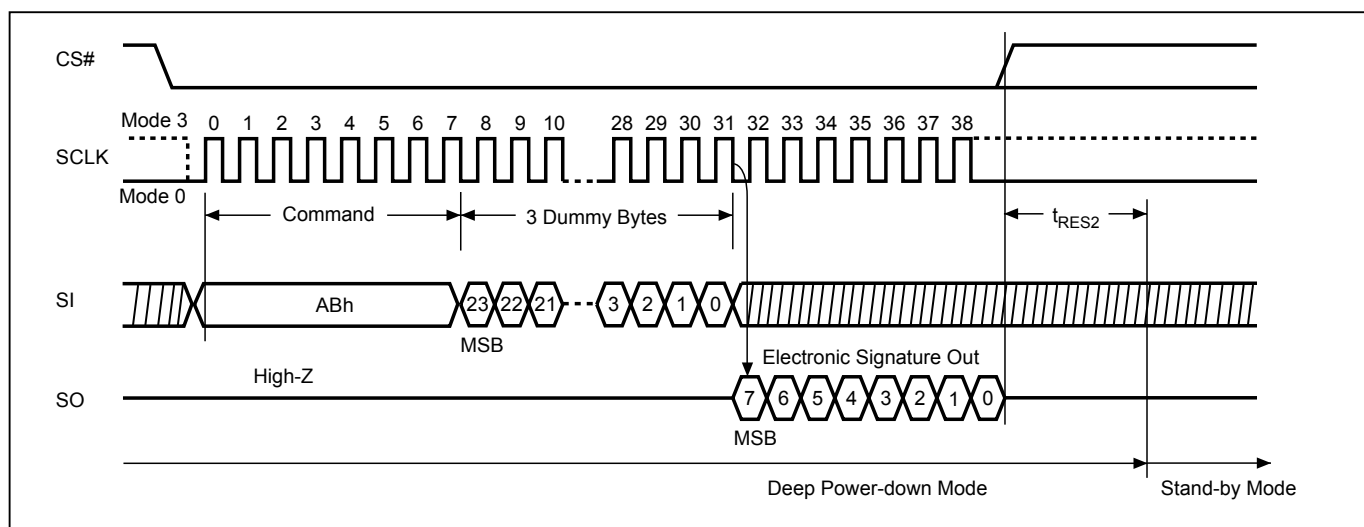 CS#
Mode 3
0 1 2 3 4 5 6 7 8 9 10 28 29 30 31 32 33 34 35 36 37 38
SCLK
Mode 0
Command
3 Dummy Bytes
tRES2
SI
ABh
23 22 21 3 2 1 0
MSB
Electronic Signature Out
High-Z
SO
7 6 5 4 3 2 1 0
MSB
Deep Power-down Mode
Stand-by Mode